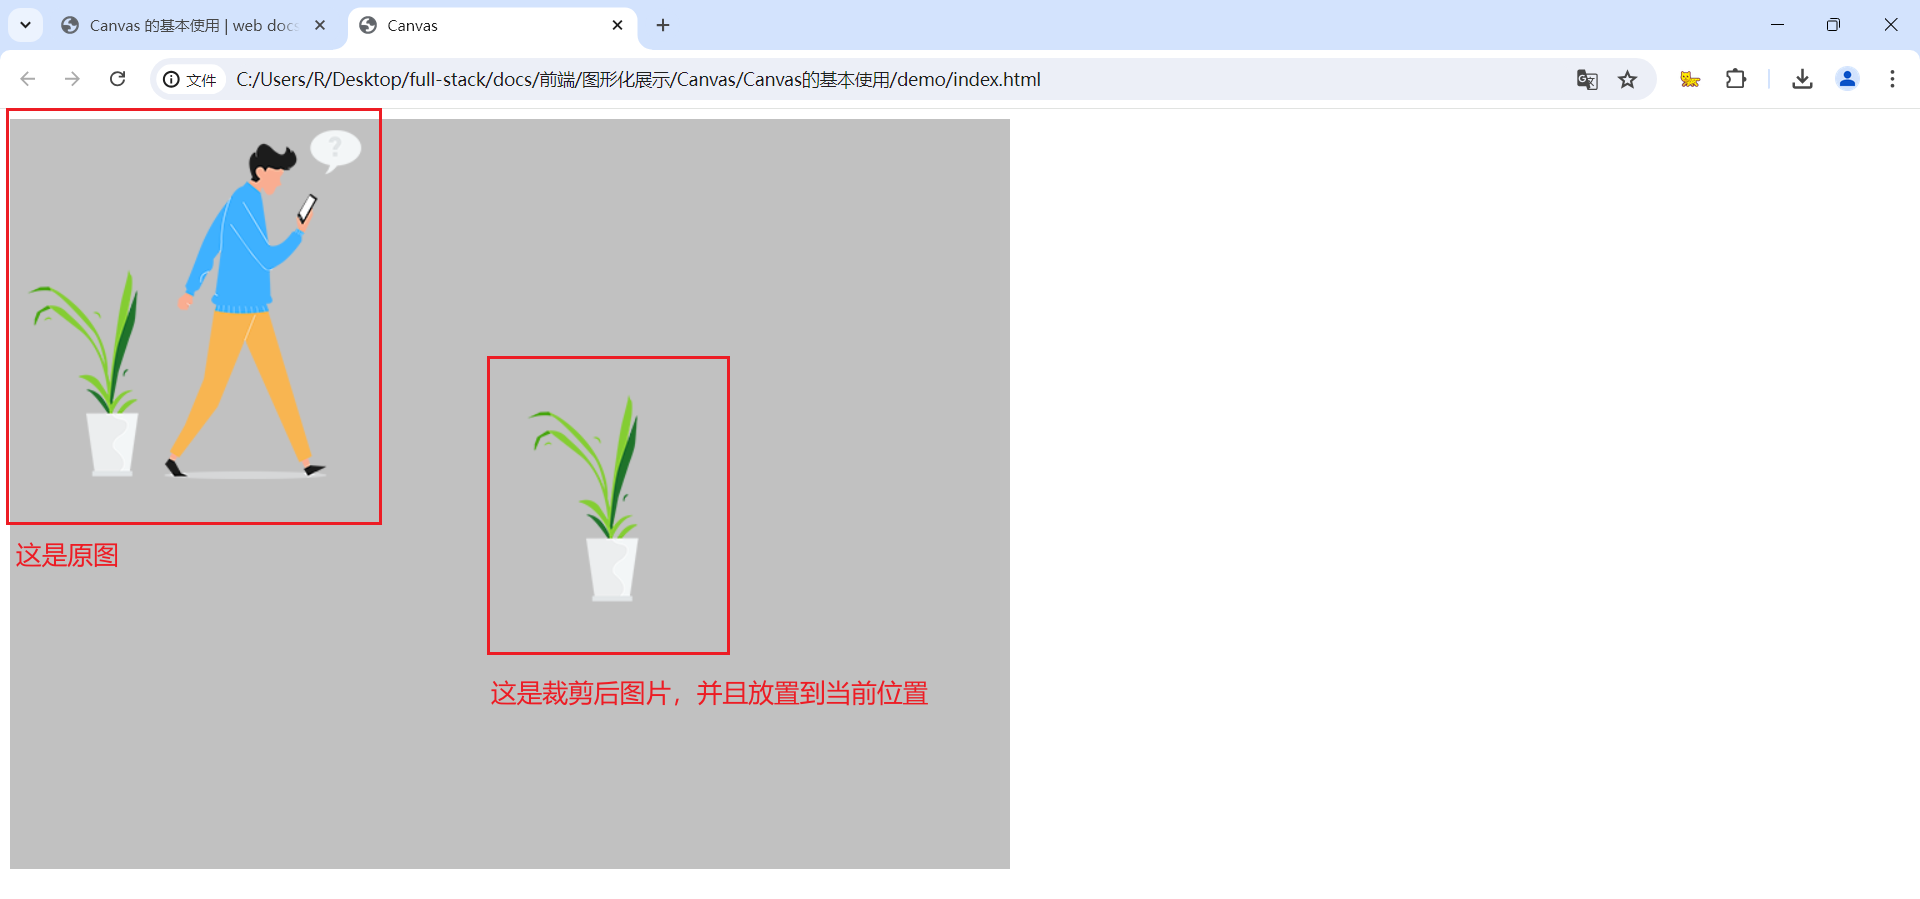 Canvas 的基本使用 | web docs
Canvas
文件
C:/Users/R/Desktop/full-stack/docs/前端/图形化展示/Canvas/Canvas的基本使用/demo/index.html
?
这是原图
这是裁剪后图片，并且放置到当前位置